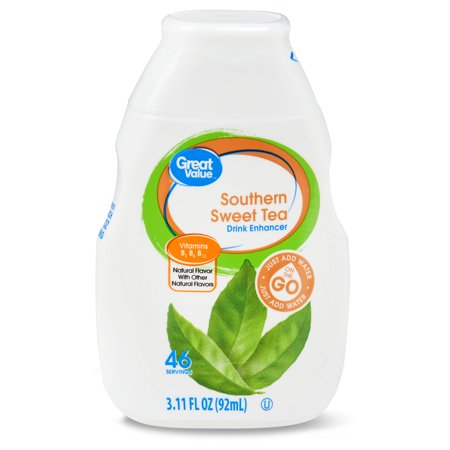 Great
Value
Southern
Sweet Tea
Drink Enhancer
Vitamins
B₃, B₆, B₁₂
Natural Flavor
With Other
Natural Flavors
JUST ADD WATER
ON
THE
GO
JUST ADD WATER
46
SERVINGS
3.11 FL OZ (92mL)
U